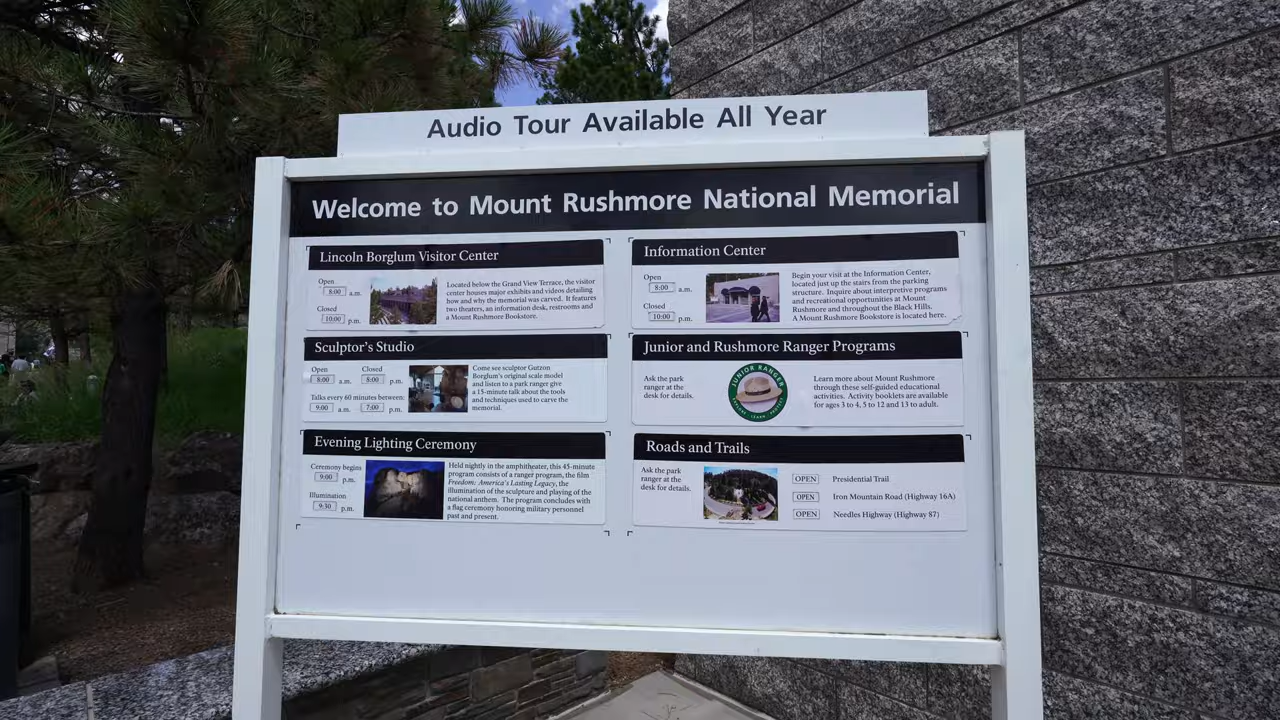 Audio Tour Available All Year
Welcome to Mount Rushmore National Memorial
Lincoln Borglum Visitor Center
Open
8:00 a.m.
Closed
10:00 p.m.
Located below the Grand View Terrace, the visitor
center houses major exhibits and videos detailing
how and why the memorial was carved. It features
two theaters, an information desk, restrooms and
a Mount Rushmore Bookstore.
Information Center
Open
8:00 a.m.
Closed
10:00 p.m.
Begin your visit at the Information Center,
located just up the stairs from the parking
structure. Inquire about interpretive programs
and recreational opportunities at Mount
Rushmore and throughout the Black Hills.
A Mount Rushmore Bookstore is located here.
Sculptor's Studio
Open Closed
8:00 a.m. 8:00 p.m.
Talks every 60 minutes between:
9:00 a.m. 7:00 p.m.
Come see sculptor Gutzon
Borglum's original scale model
and listen to a park ranger give
a 15-minute talk about the tools
and techniques used to carve the
memorial.
Junior and Rushmore Ranger Programs
Ask the park
ranger at the
desk for details.
JUNIOR RANGER
EXPLORE · LEARN · PROTECT
Learn more about Mount Rushmore
through these self-guided educational
activities. Activity booklets are available
for ages 3 to 4, 5 to 12 and 13 to adult.
Evening Lighting Ceremony
Ceremony begins
9:00 p.m.
Illumination
9:30 p.m.
Held nightly in the amphitheater, this 45-minute
program consists of a ranger program, the film
Freedom: America's Lasting Legacy, the
illumination of the sculpture and playing of the
national anthem. The program concludes with
a flag ceremony honoring military personnel
past and present.
Roads and Trails
Ask the park
ranger at the
desk for details.
OPEN Presidential Trail
OPEN Iron Mountain Road (Highway 16A)
OPEN Needles Highway (Highway 87)